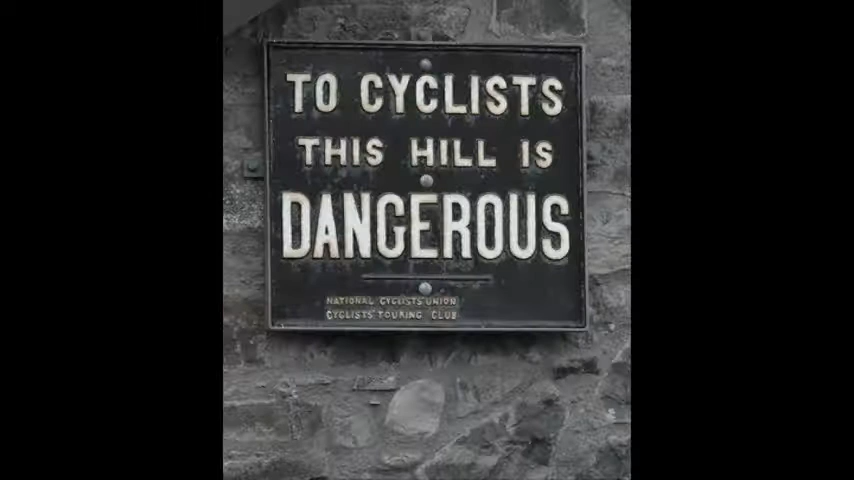 TO CYCLISTS
THIS HILL IS
DANGEROUS
NATIONAL CYCLISTS' UNION
CYCLISTS' TOURING CLUB